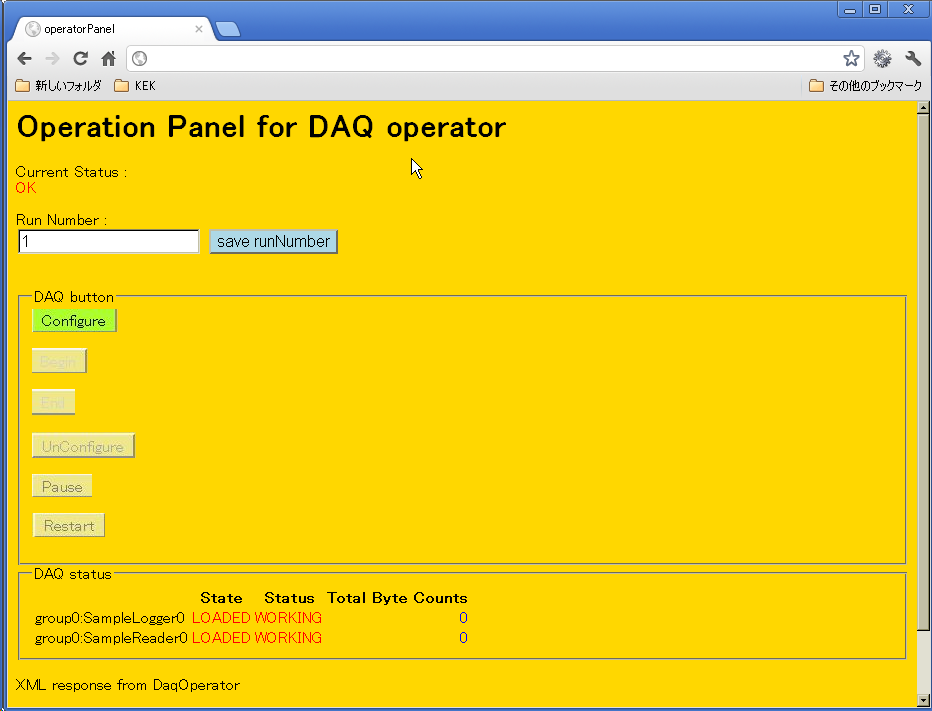 operatorPanel
新しいフォルダ KEK その他のブックマーク
Operation Panel for DAQ operator
Current Status :
OK
Run Number :
1 save runNumber
DAQ button
Configure
Begin
End
UnConfigure
Pause
Restart
DAQ status
State Status Total Byte Counts
group0:SampleLogger0 LOADED WORKING 0
group0:SampleReader0 LOADED WORKING 0
XML response from DaqOperator